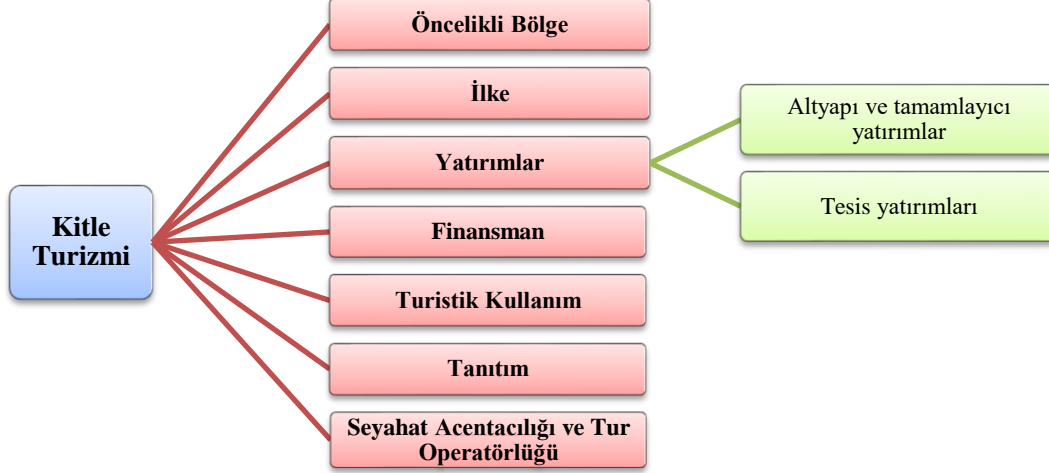 Kitle
Turizmi
Öncelikli Bölge
İlke
Yatırımlar
Finansman
Turistik Kullanım
Tanıtım
Seyahat Acentacılığı ve Tur
Operatörlüğü
Altyapı ve tamamlayıcı
yatırımlar
Tesis yatırımları